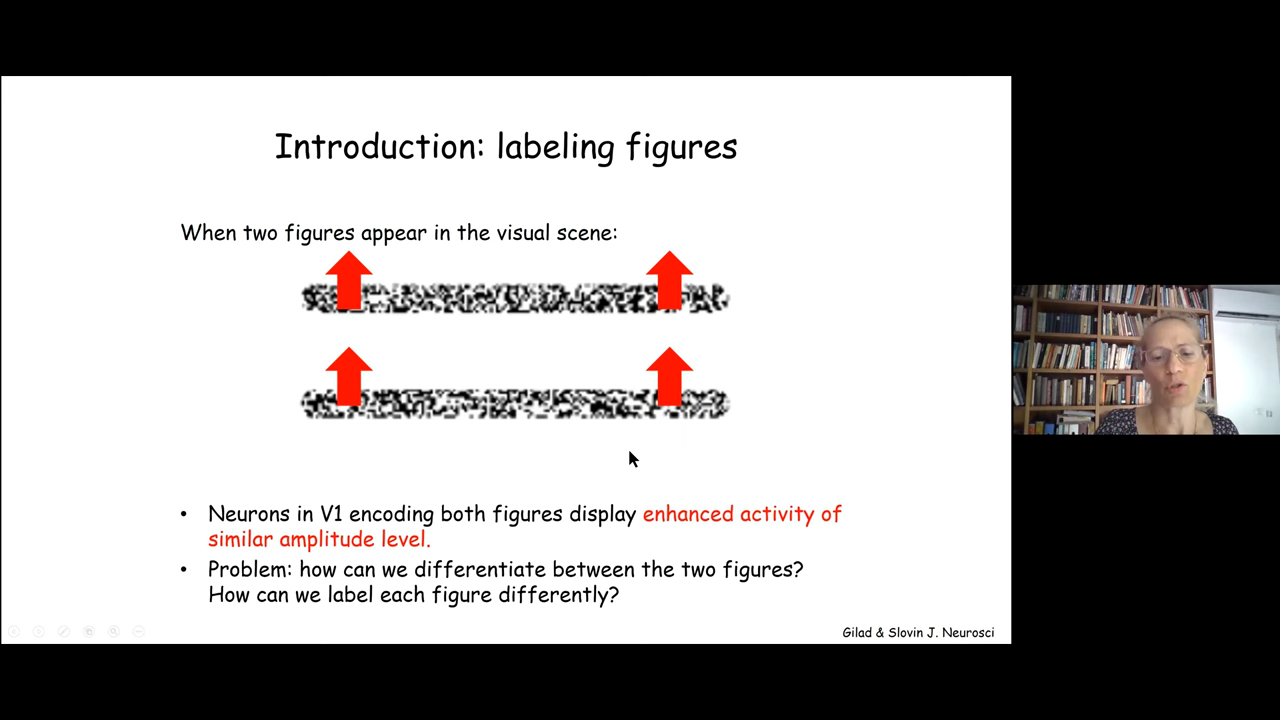 Introduction: labeling figures
When two figures appear in the visual scene:
• Neurons in V1 encoding both figures display enhanced activity of
similar amplitude level.
• Problem: how can we differentiate between the two figures?
How can we label each figure differently?
Gilad & Slovin J. Neurosci